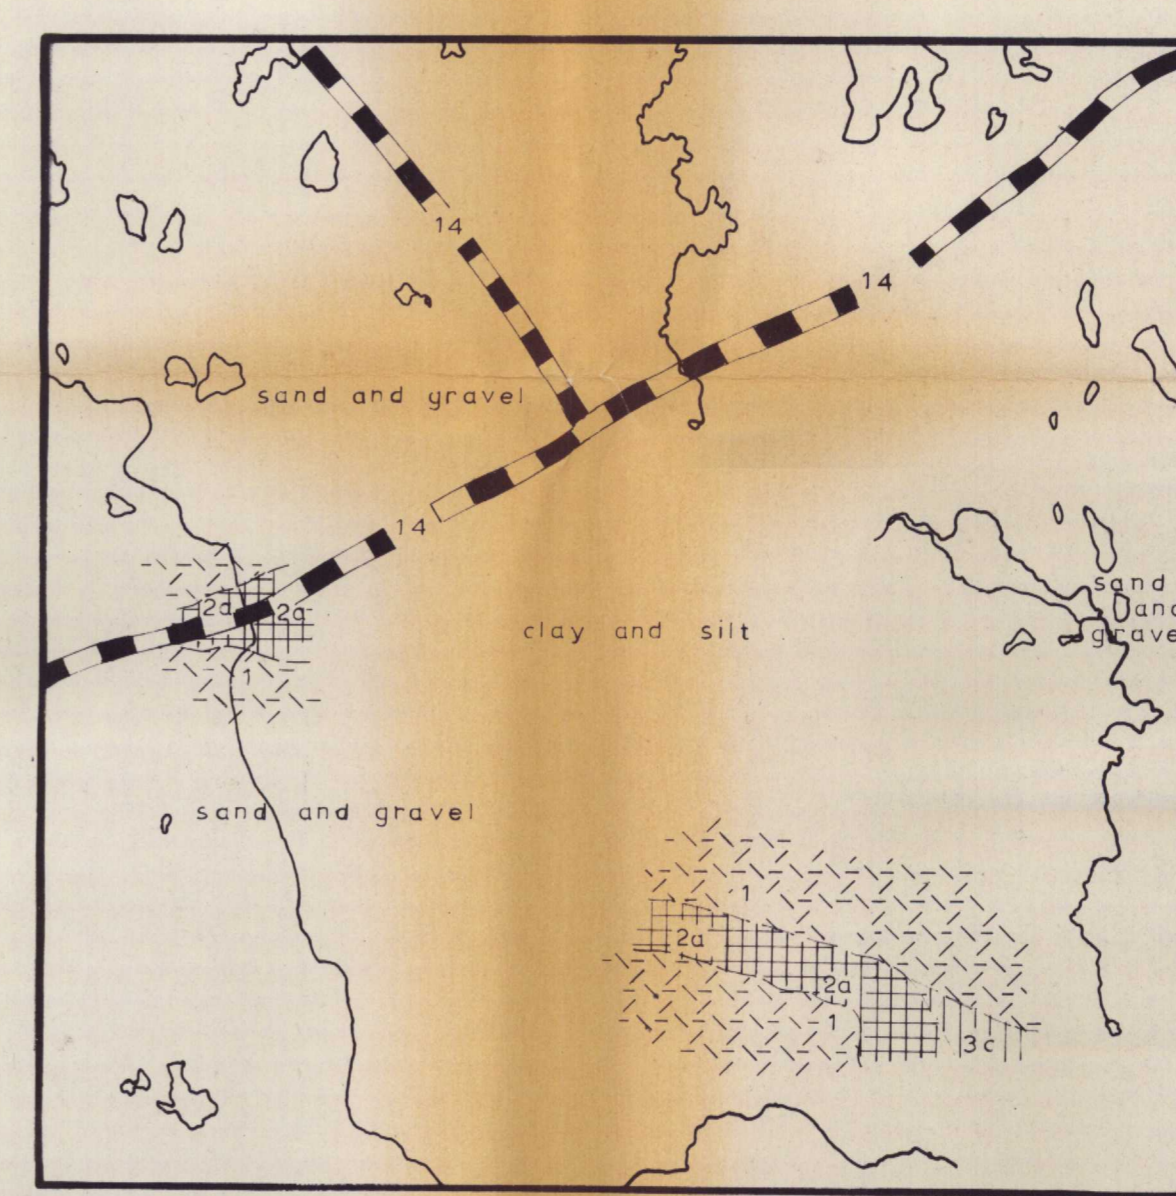 14
14
sand and gravel
14
sand
and
grave
2a
2a
clay and silt
1
sand and gravel
1
2a
2a
1
3c